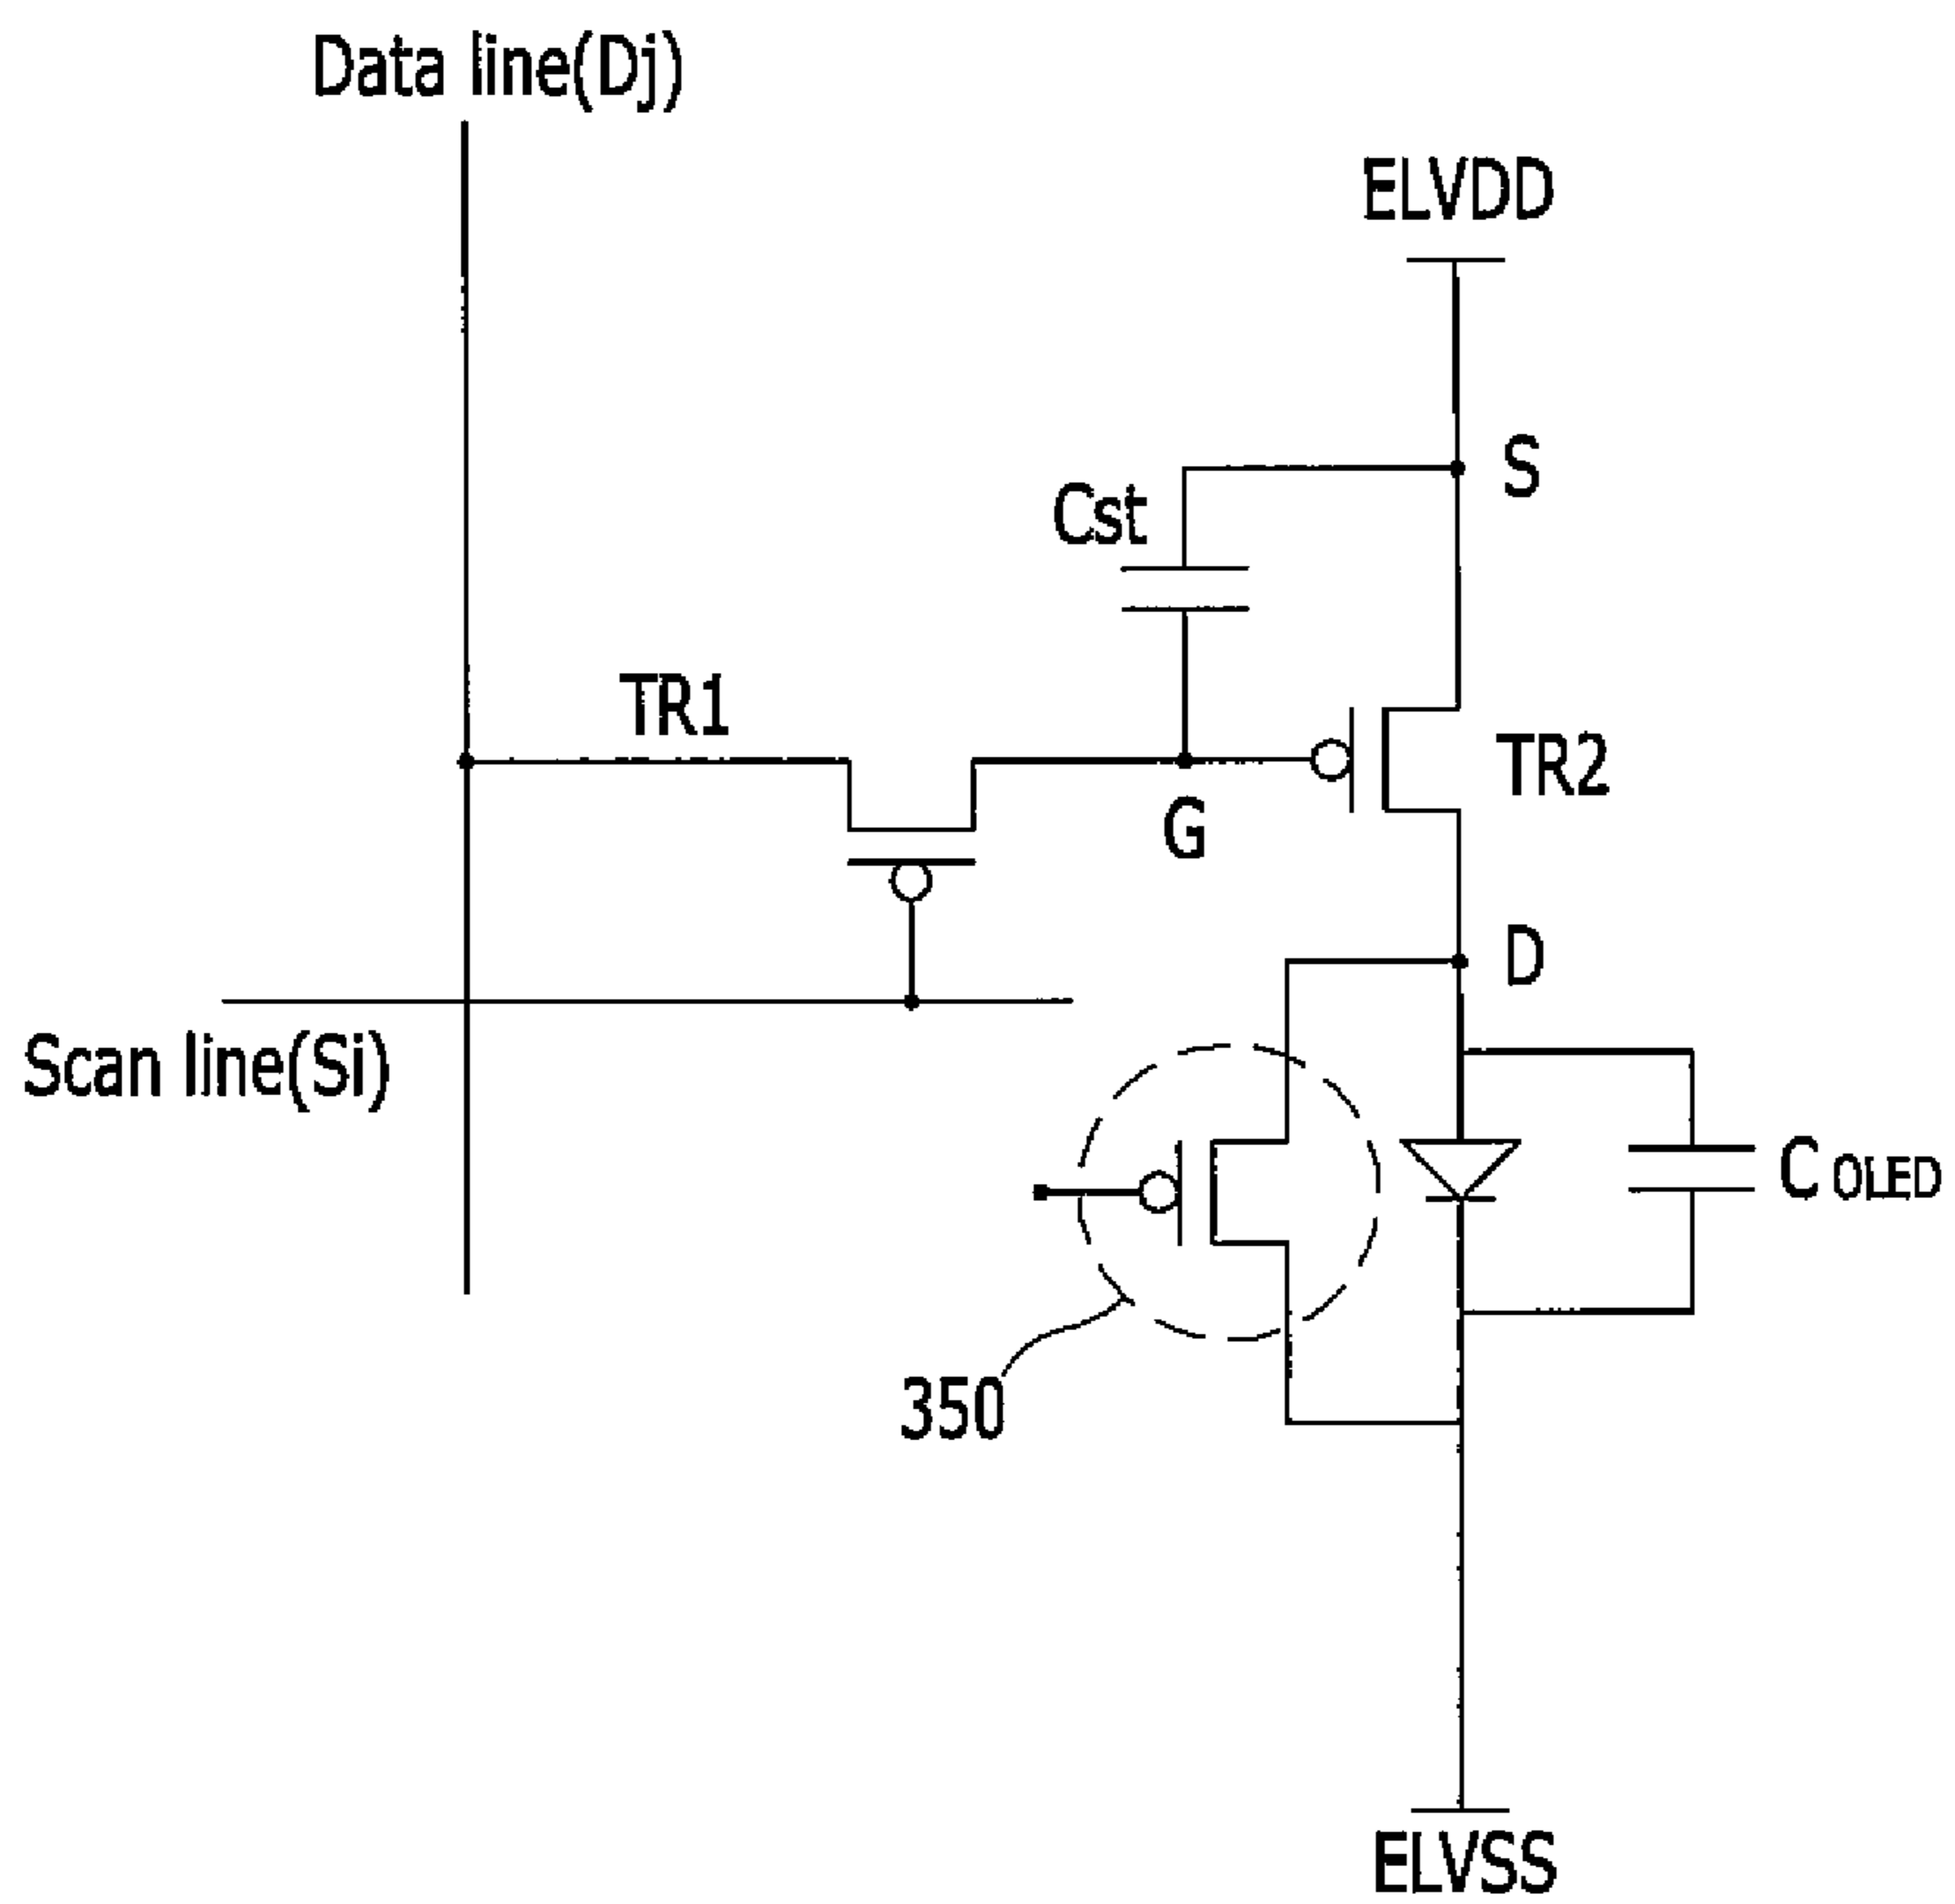 Data line(Dj)
ELVDD
S
Cst
TR1
TR2
G
D
Scan line(Si)
C OLED
350
ELVSS